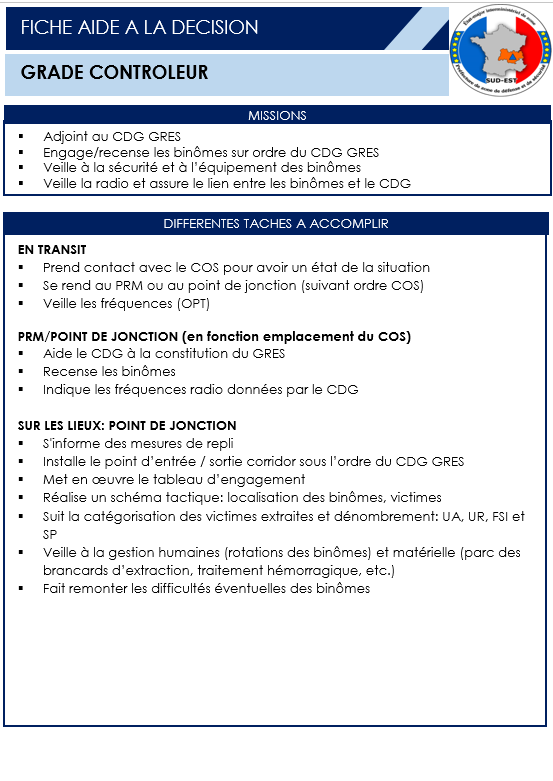 FICHE AIDE A LA DECISION
GRADE CONTROLEUR
État-major interministériel de zone
SUD-EST
Préfecture de zone de défense et de sécurité
MISSIONS
▪ Adjoint au CDG GRES
▪ Engage/recense les binômes sur ordre du CDG GRES
▪ Veille à la sécurité et à l’équipement des binômes
▪ Veille la radio et assure le lien entre les binômes et le CDG
DIFFERENTES TACHES A ACCOMPLIR
EN TRANSIT
▪ Prend contact avec le COS pour avoir un état de la situation
▪ Se rend au PRM ou au point de jonction (suivant ordre COS)
▪ Veille les fréquences (OPT)
PRM/POINT DE JONCTION (en fonction emplacement du COS)
▪ Aide le CDG à la constitution du GRES
▪ Recense les binômes
▪ Indique les fréquences radio données par le CDG
SUR LES LIEUX: POINT DE JONCTION
▪ S'informe des mesures de repli
▪ Installe le point d’entrée / sortie corridor sous l’ordre du CDG GRES
▪ Met en œuvre le tableau d’engagement
▪ Réalise un schéma tactique: localisation des binômes, victimes
▪ Suit la catégorisation des victimes extraites et dénombrement: UA, UR, FSI et
SP
▪ Veille à la gestion humaines (rotations des binômes) et matérielle (parc des
brancards d’extraction, traitement hémorragique, etc.)
▪ Fait remonter les difficultés éventuelles des binômes